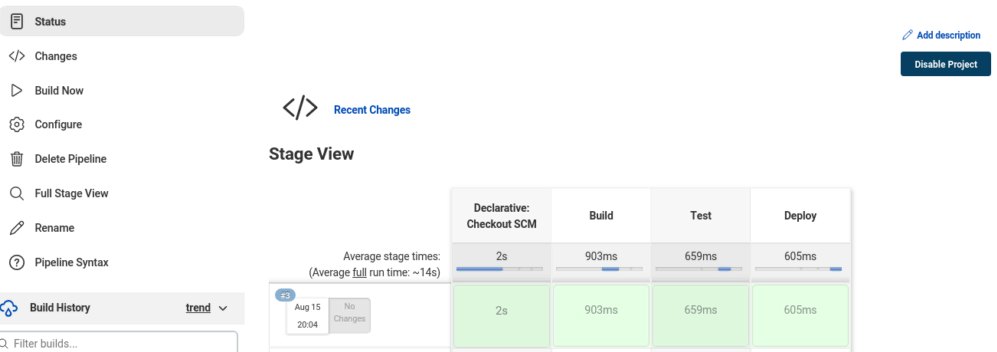 Status
Changes
Build Now
Configure
Delete Pipeline
Full Stage View
Rename
Pipeline Syntax
Build History
trend
Filter builds...
Add description
Disable Project
Recent Changes
Stage View
Declarative:
Checkout SCM
Build
Test
Deploy
Average stage times:
(Average full run time: ~14s)
2s
903ms
659ms
605ms
#3
Aug 15
20:04
No
Changes
2s
903ms
659ms
605ms